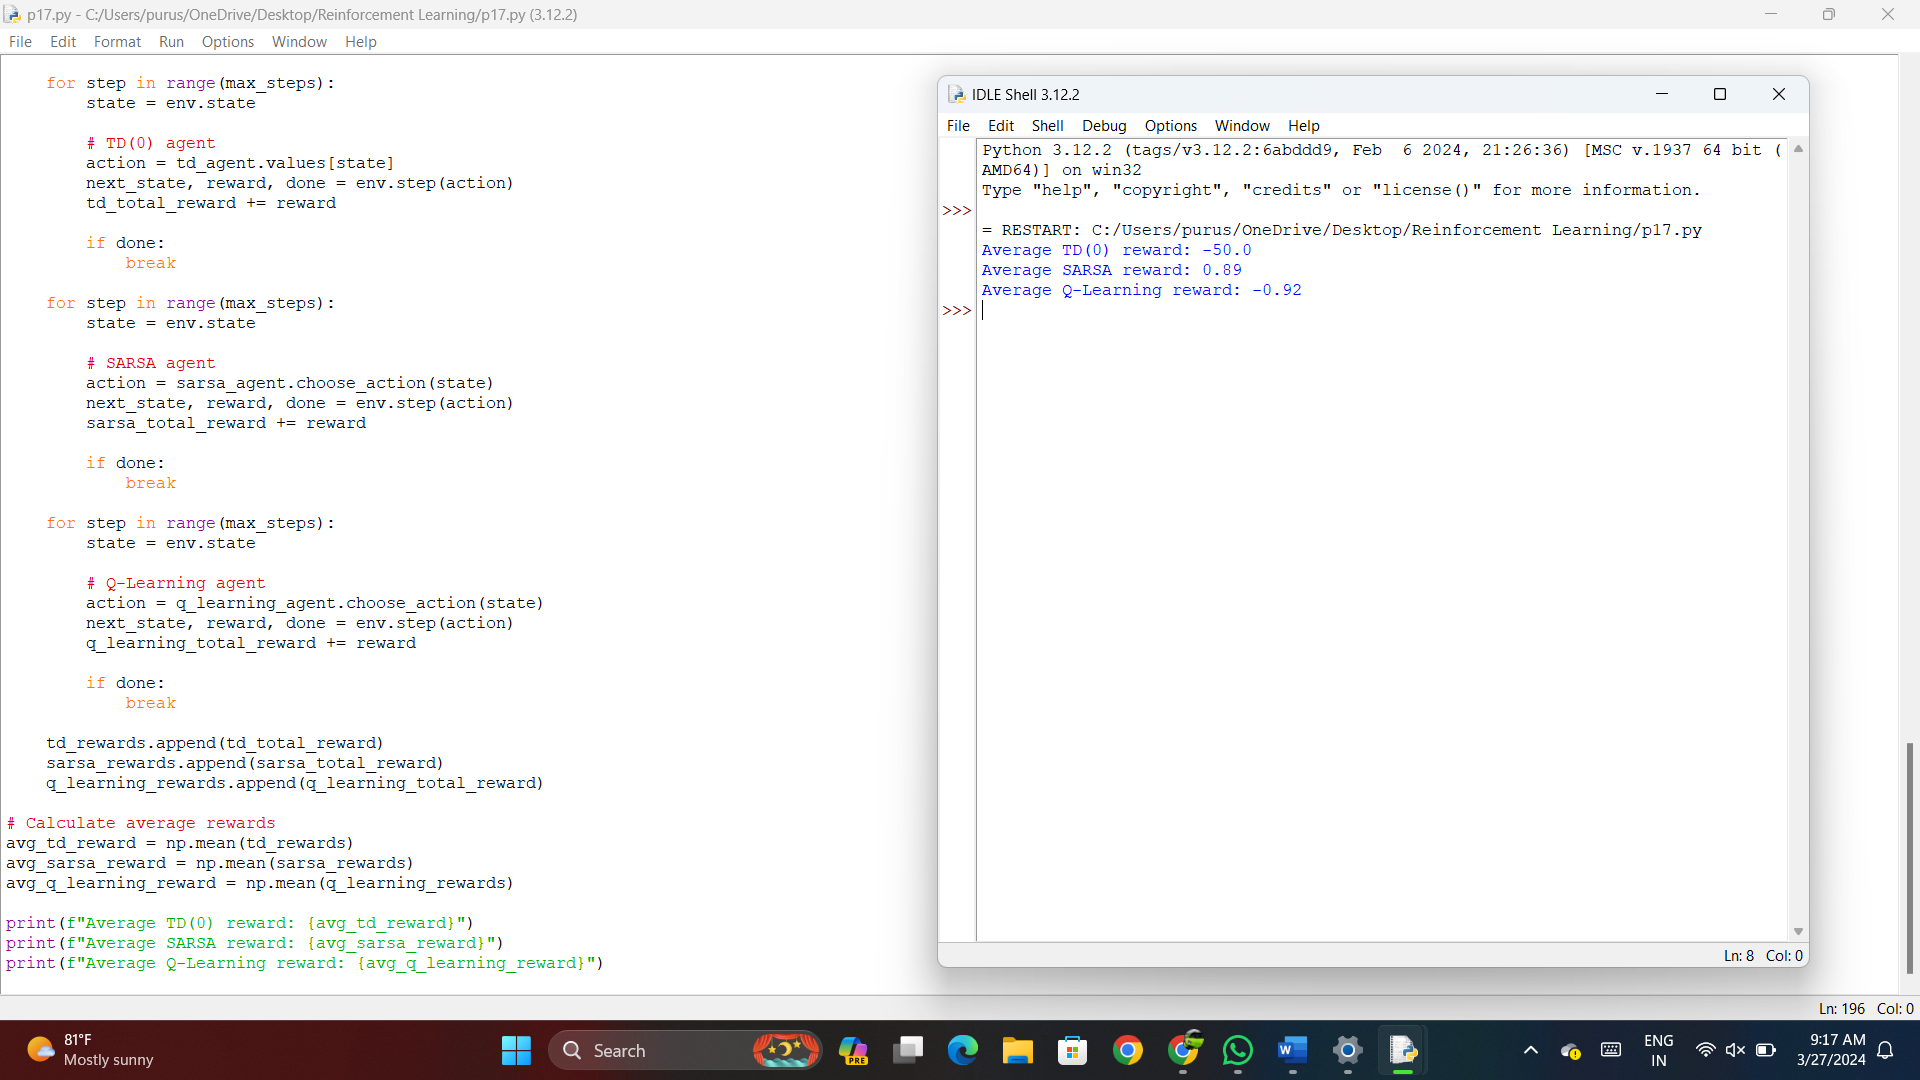 p17.py - C:/Users/purus/OneDrive/Desktop/Reinforcement Learning/p17.py (3.12.2)
File Edit Format Run Options Window Help
for step in range(max_steps):
state = env.state
# TD(0) agent
action = td_agent.values[state]
next_state, reward, done = env.step(action)
td_total_reward += reward
if done:
break
for step in range(max_steps):
state = env.state
# SARSA agent
action = sarsa_agent.choose_action(state)
next_state, reward, done = env.step(action)
sarsa_total_reward += reward
if done:
break
for step in range(max_steps):
state = env.state
# Q-Learning agent
action = q_learning_agent.choose_action(state)
next_state, reward, done = env.step(action)
q_learning_total_reward += reward
if done:
break
td_rewards.append(td_total_reward)
sarsa_rewards.append(sarsa_total_reward)
q_learning_rewards.append(q_learning_total_reward)
# Calculate average rewards
avg_td_reward = np.mean(td_rewards)
avg_sarsa_reward = np.mean(sarsa_rewards)
avg_q_learning_reward = np.mean(q_learning_rewards)
print(f"Average TD(0) reward: {avg_td_reward}")
print(f"Average SARSA reward: {avg_sarsa_reward}")
print(f"Average Q-Learning reward: {avg_q_learning_reward}")
IDLE Shell 3.12.2
File Edit Shell Debug Options Window Help
Python 3.12.2 (tags/v3.12.2:6abddd9, Feb  6 2024, 21:26:36) [MSC v.1937 64 bit (
AMD64)] on win32
Type "help", "copyright", "credits" or "license()" for more information.
>>>
= RESTART: C:/Users/purus/OneDrive/Desktop/Reinforcement Learning/p17.py
Average TD(0) reward: -50.0
Average SARSA reward: 0.89
Average Q-Learning reward: -0.92
>>>
Ln: 8 Col: 0
Ln: 196 Col: 0
81°F
Mostly sunny
Search
PRE
W
ENG
IN
9:17 AM
3/27/2024